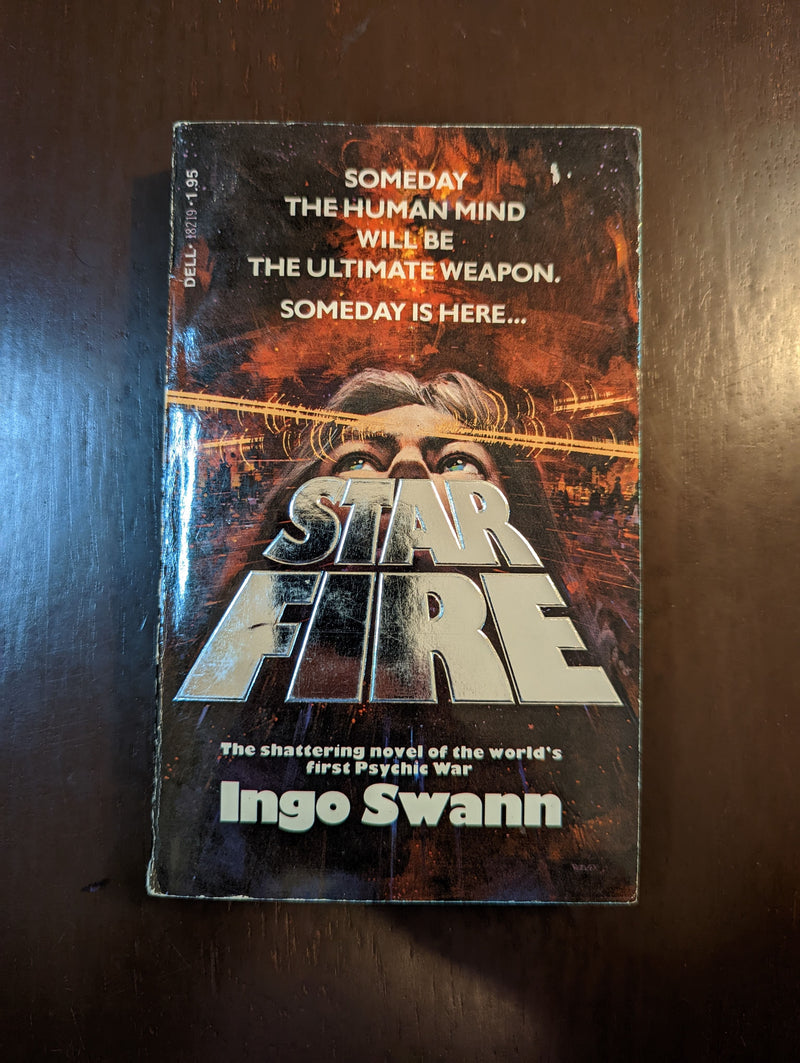 DELL • 18219 • 1.95
SOMEDAY
THE HUMAN MIND
WILL BE
THE ULTIMATE WEAPON.
SOMEDAY IS HERE...
STAR
FIRE
The shattering novel of the world's
first Psychic War
Ingo Swann